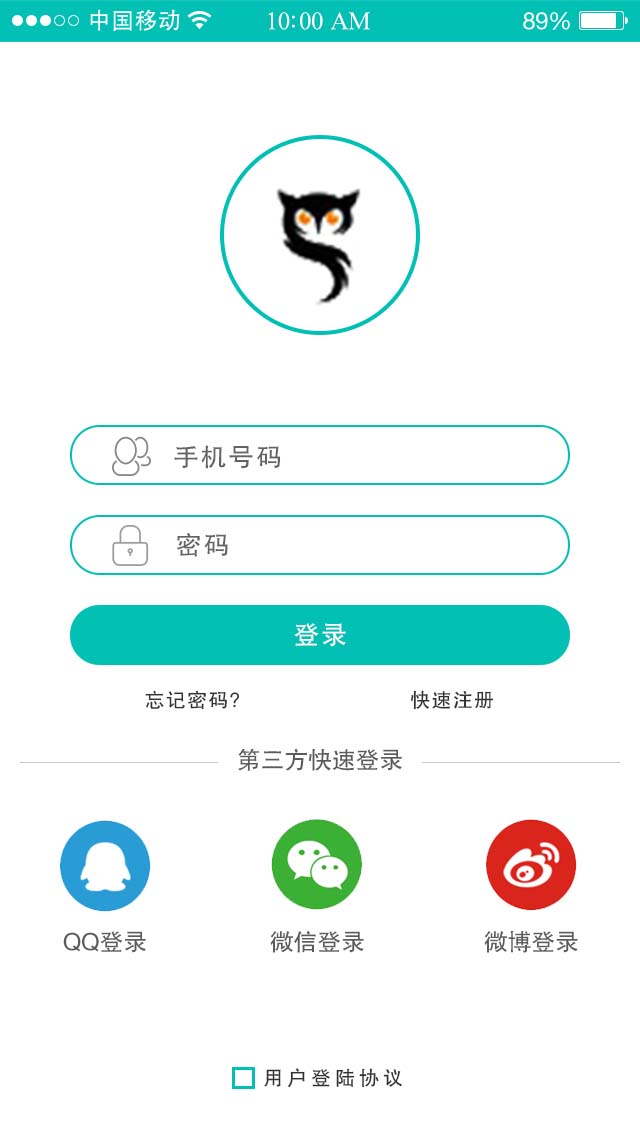 中国移动 10:00 AM 89%
手机号码
密码
登录
忘记密码? 快速注册
第三方快速登录
QQ登录 微信登录 微博登录
用户登陆协议